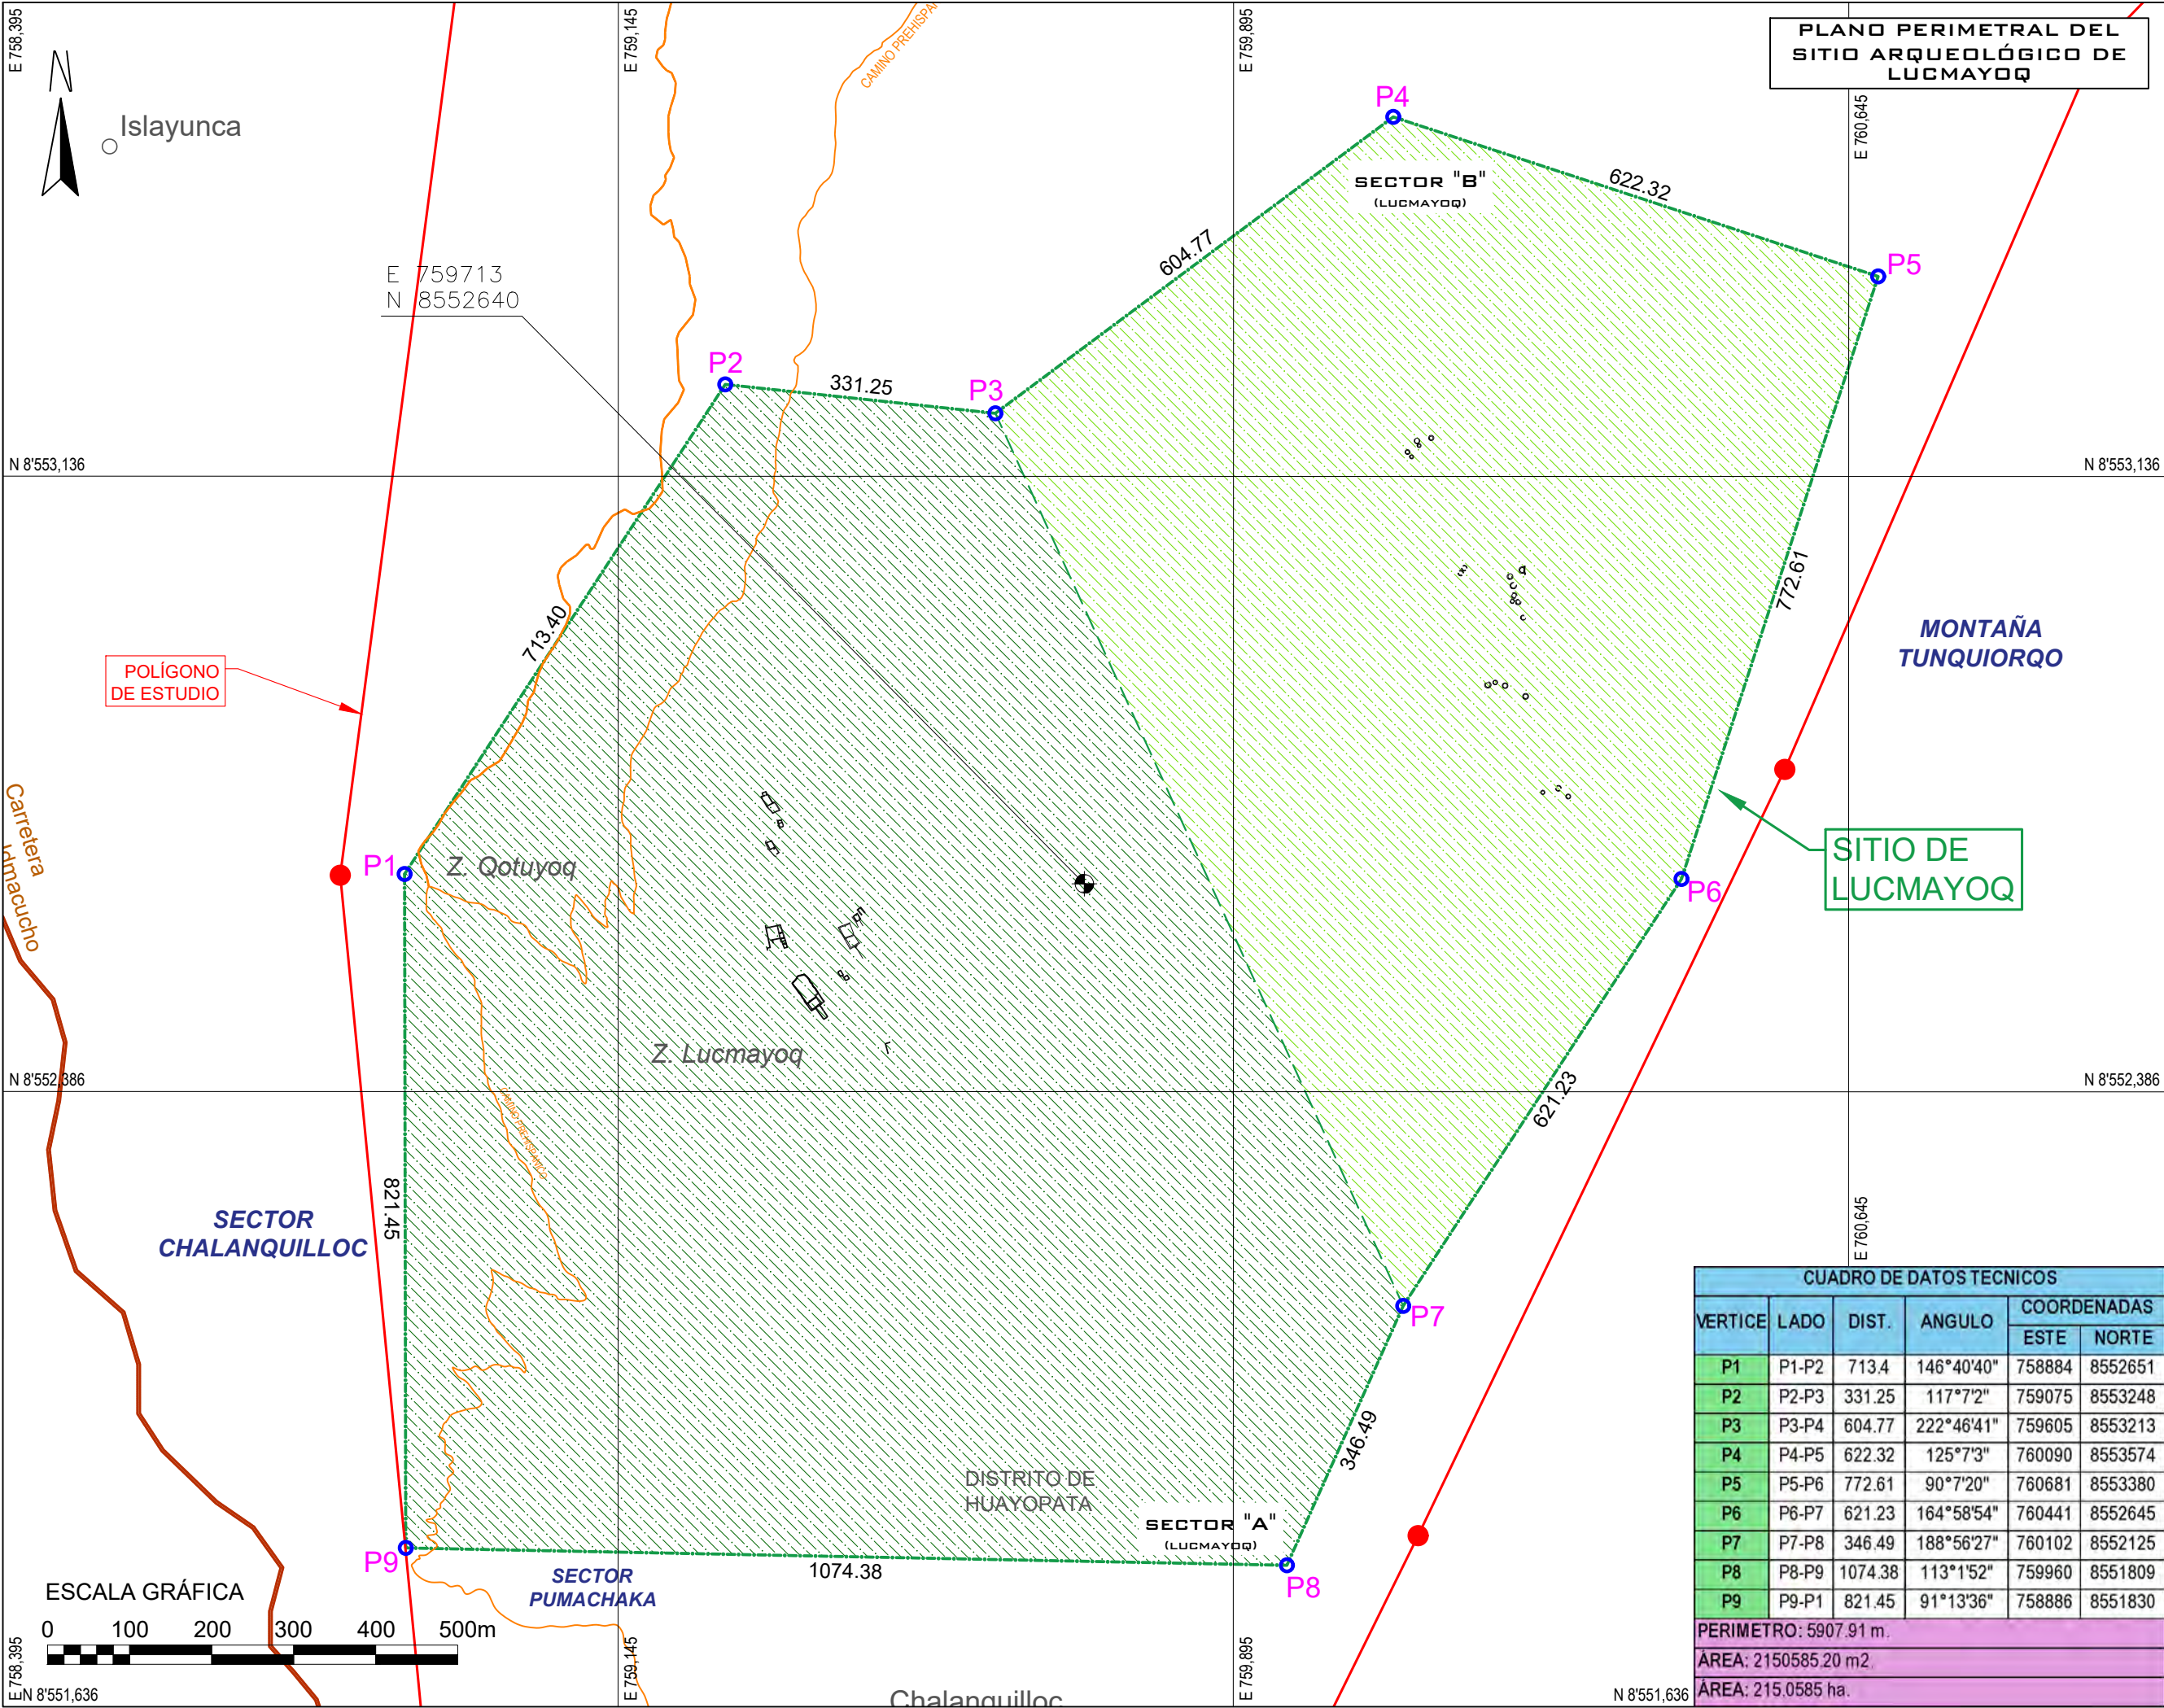 PLANO PERIMETRAL DEL
SITIO ARQUEOLÓGICO DE
LUCMAYOQ
E 758,395
E 759,145
E 759,895
E 760,645
N
Islayunca
CAMINO PREHISPA
P4
SECTOR "B"
(LUCMAYOQ)
622.32
604.77
P5
E 759713
N 8552640
P2
331.25
P3
N 8'553,136
N 8'553,136
713.40
772.61
MONTAÑA
TUNQUIORQO
POLÍGONO
DE ESTUDIO
Carretera
Idmacucho
P1
Z. Qotuyoq
P6
SITIO DE
LUCMAYOQ
Z. Lucmayoq
N 8'552,386
N 8'552,386
CAMINO PREHISPANICO
621.23
821.45
SECTOR
CHALANQUILLOC
E 760,645
P7
346.49
DISTRITO DE
HUAYOPATA
SECTOR "A"
(LUCMAYOQ)
P9
1074.38
P8
SECTOR
PUMACHAKA
ESCALA GRÁFICA
0 100 200 300 400 500m
E 758,395
E 759,145
E 759,895
N 8'551,636
N 8'551,636
Chalanquilloc
CUADRO DE DATOS TECNICOS
VERTICE LADO DIST. ANGULO COORDENADAS
ESTE NORTE
P1 P1-P2 713.4 146°40'40" 758884 8552651
P2 P2-P3 331.25 117°7'2" 759075 8553248
P3 P3-P4 604.77 222°46'41" 759605 8553213
P4 P4-P5 622.32 125°7'3" 760090 8553574
P5 P5-P6 772.61 90°7'20" 760681 8553380
P6 P6-P7 621.23 164°58'54" 760441 8552645
P7 P7-P8 346.49 188°56'27" 760102 8552125
P8 P8-P9 1074.38 113°1'52" 759960 8551809
P9 P9-P1 821.45 91°13'36" 758886 8551830
PERIMETRO: 5907.91 m.
ÁREA: 2150585.20 m2.
ÁREA: 215.0585 ha.